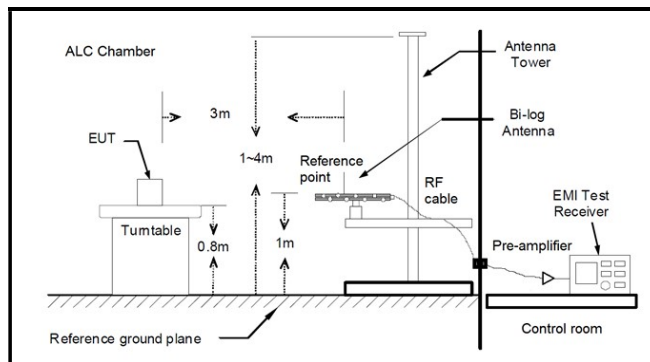 ALC Chamber
Antenna
Tower
3m
Bi-log
Antenna
EUT
1~4m
Reference
point
RF
cable
EMI Test
Receiver
Turntable
0.8m
1m
Pre-amplifier
Reference ground plane
Control room